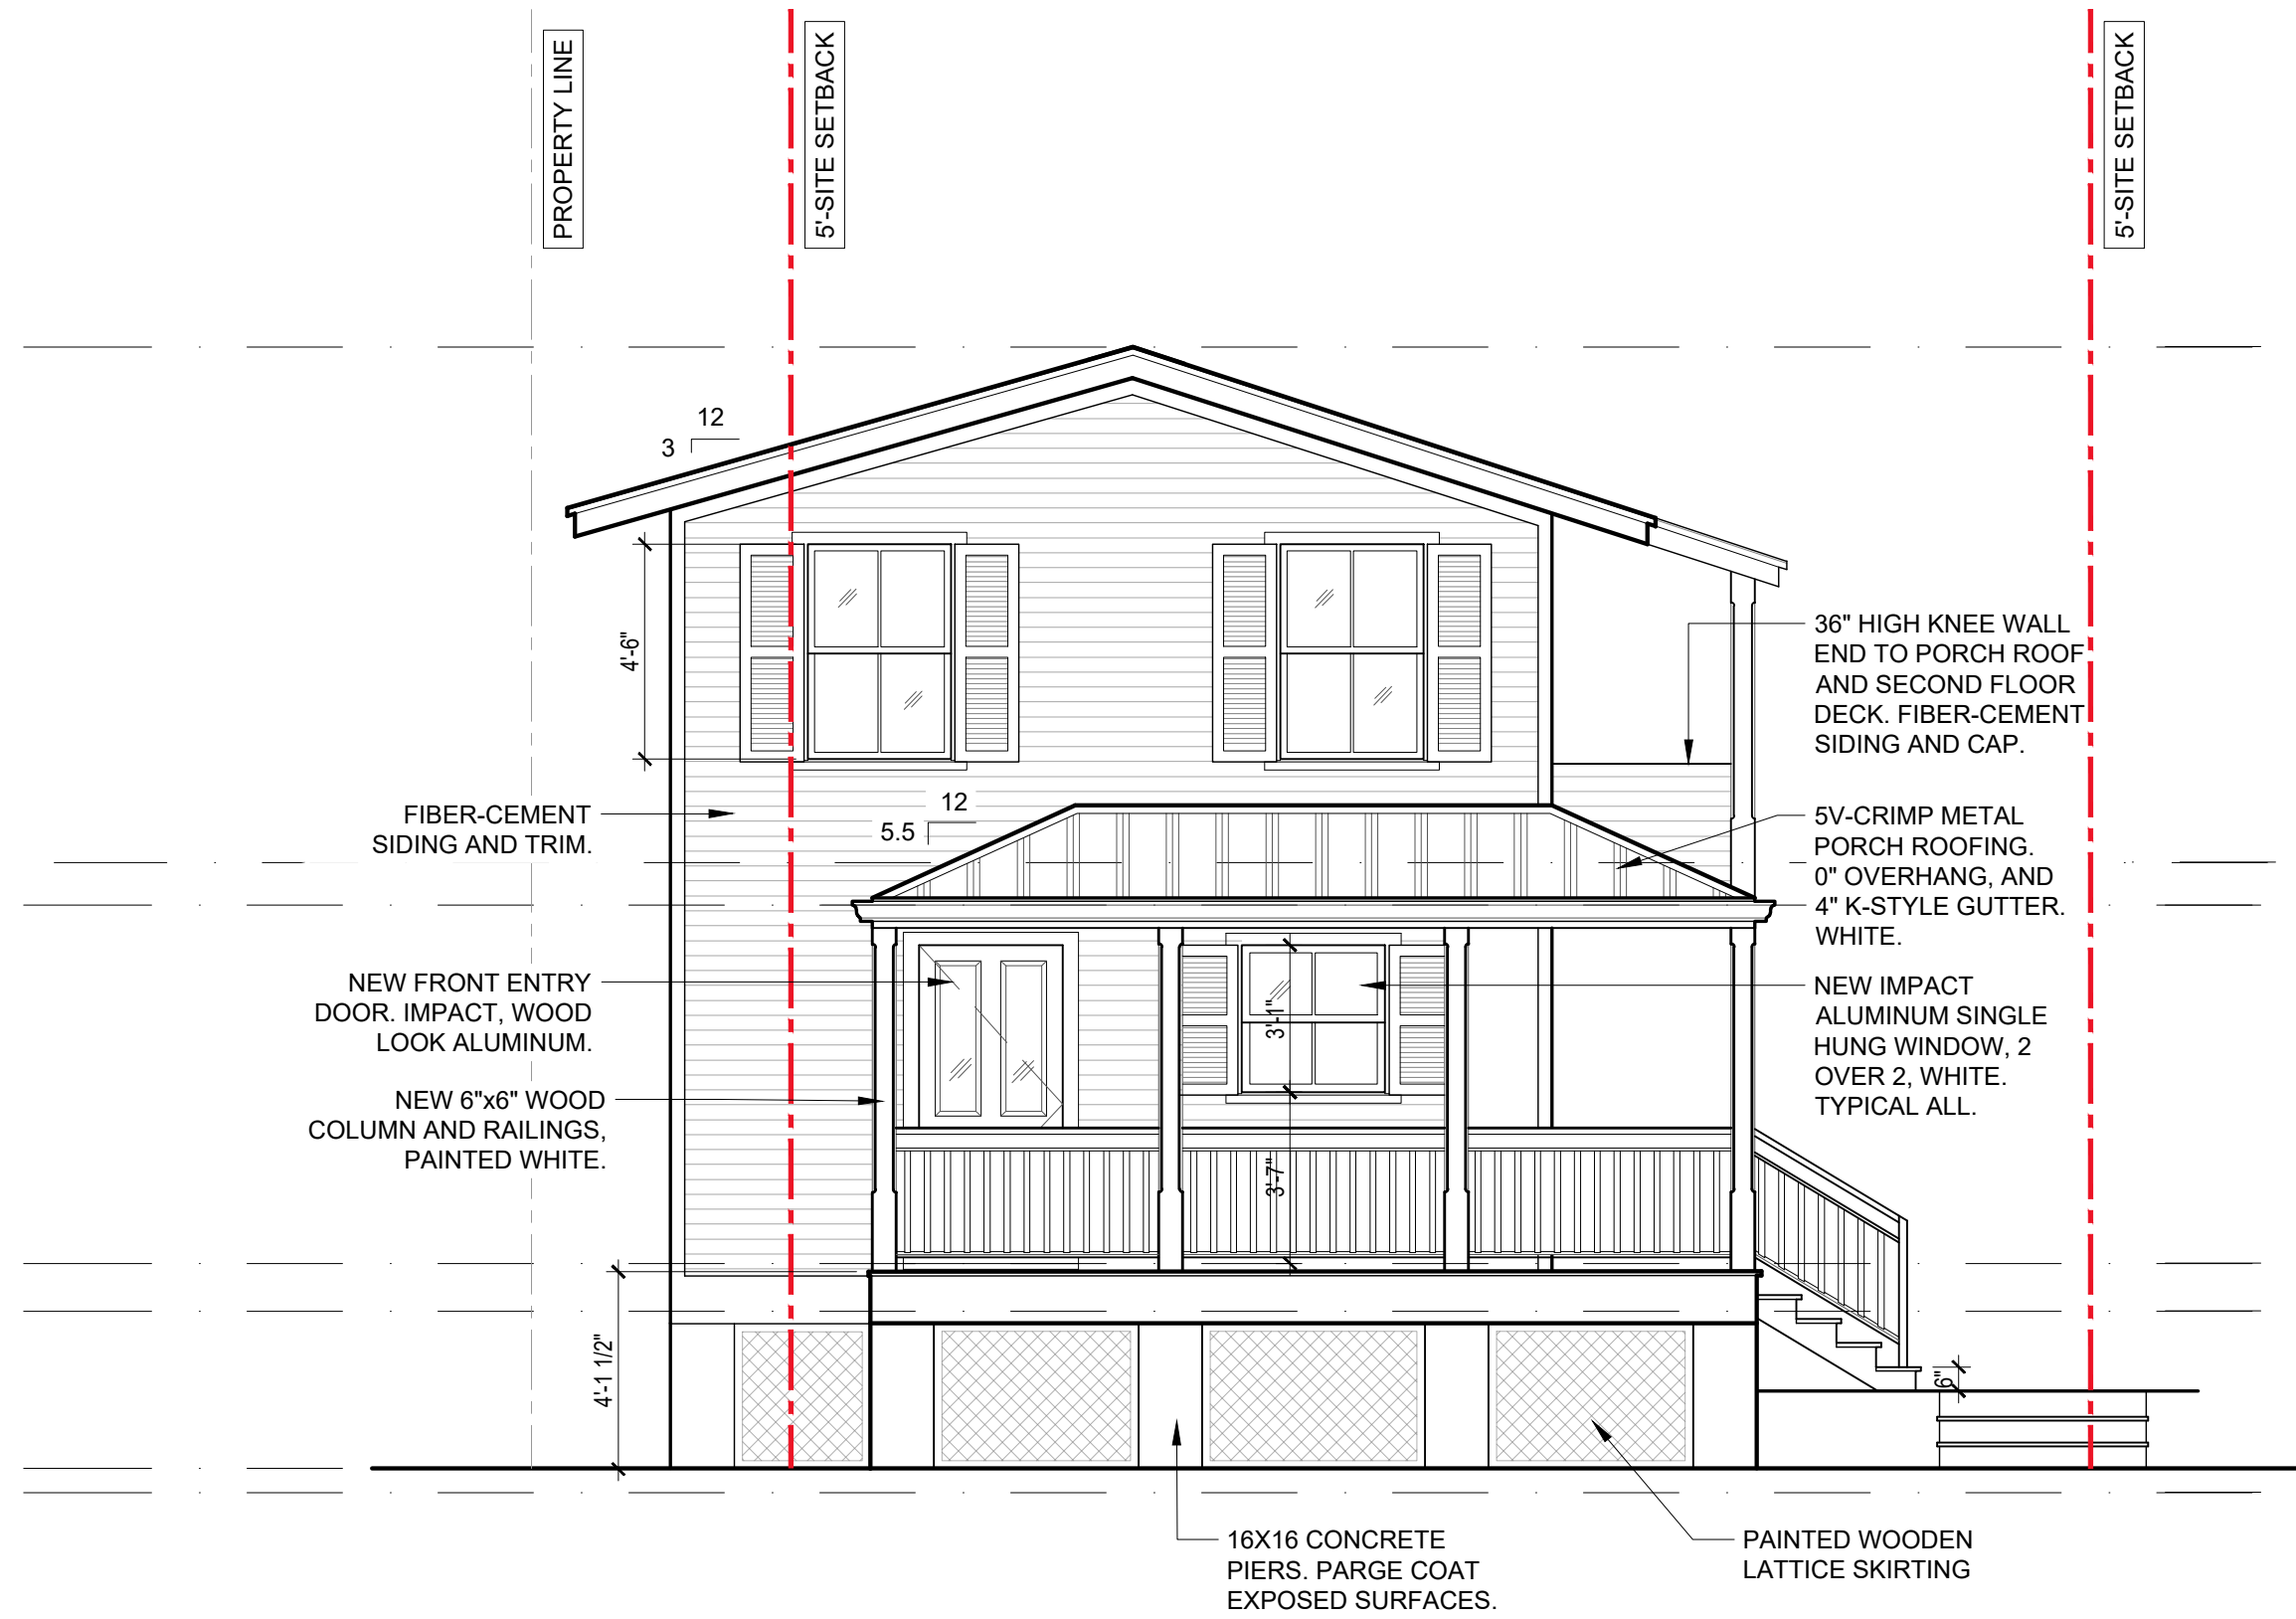 PROPERTY LINE
5'-SITE SETBACK
5'-SITE SETBACK
12
3
4'-6"
36" HIGH KNEE WALL
END TO PORCH ROOF
AND SECOND FLOOR
DECK. FIBER-CEMENT
SIDING AND CAP.
FIBER-CEMENT
SIDING AND TRIM.
12
5.5
5V-CRIMP METAL
PORCH ROOFING.
0" OVERHANG, AND
4" K-STYLE GUTTER.
WHITE.
NEW FRONT ENTRY
DOOR. IMPACT, WOOD
LOOK ALUMINUM.
3'-1"
NEW IMPACT
ALUMINUM SINGLE
HUNG WINDOW, 2
OVER 2, WHITE.
TYPICAL ALL.
NEW 6"x6" WOOD
COLUMN AND RAILINGS,
PAINTED WHITE.
3'-7"
4'-1 1/2"
6"
16X16 CONCRETE
PIERS. PARGE COAT
EXPOSED SURFACES.
PAINTED WOODEN
LATTICE SKIRTING